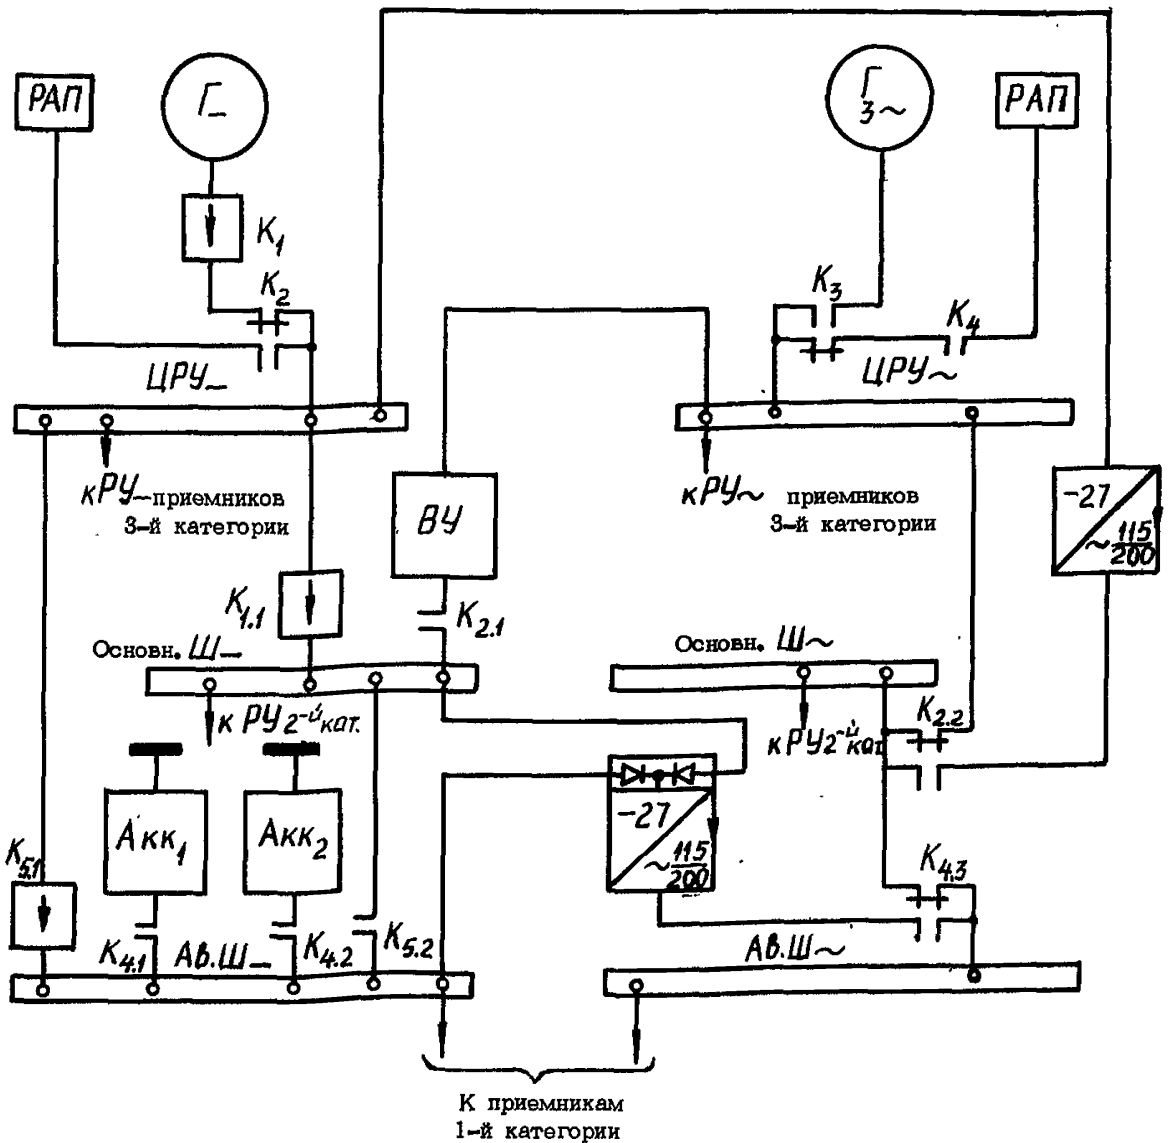 РАП
Г–
К1
К2
ЦРУ–
Г
3~
РАП
К3
К4
ЦРУ~
к РУ– приемников
3-й категории
ВУ
к РУ~ приемников
3-й категории
–27
~ 115/200
К1.1
К2.1
Основн. Ш–
Основн. Ш~
к РУ 2-й кат.
к РУ 2-й кат
К2.2
Акк1
Акк2
–27
~ 115/200
К5.1
К4.3
К4.1
Ав.Ш–
К4.2
К5.2
Ав.Ш~
К приемникам
1-й категории